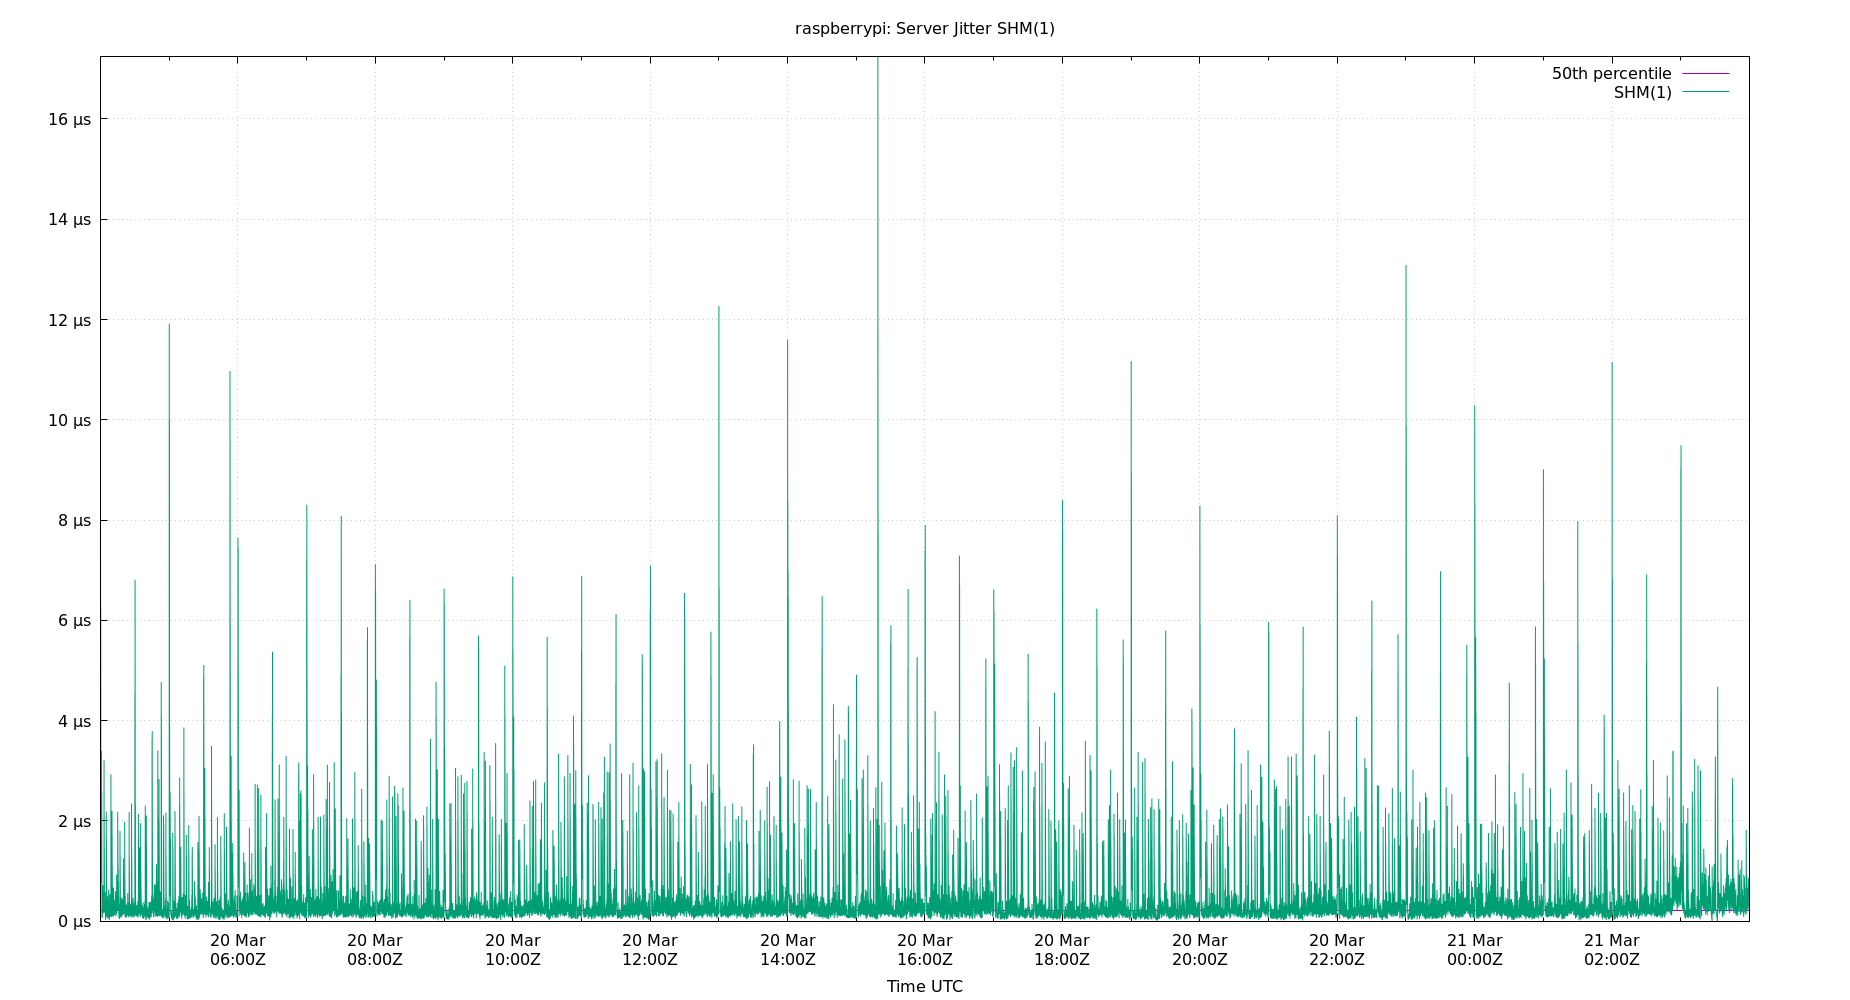 raspberrypi: Server Jitter SHM(1)
50th percentile
SHM(1)
16 µs
14 µs
12 µs
10 µs
8 µs
6 µs
4 µs
2 µs
0 µs
20 Mar
06:00Z
20 Mar
08:00Z
20 Mar
10:00Z
20 Mar
12:00Z
20 Mar
14:00Z
20 Mar
16:00Z
20 Mar
18:00Z
20 Mar
20:00Z
20 Mar
22:00Z
21 Mar
00:00Z
21 Mar
02:00Z
Time UTC